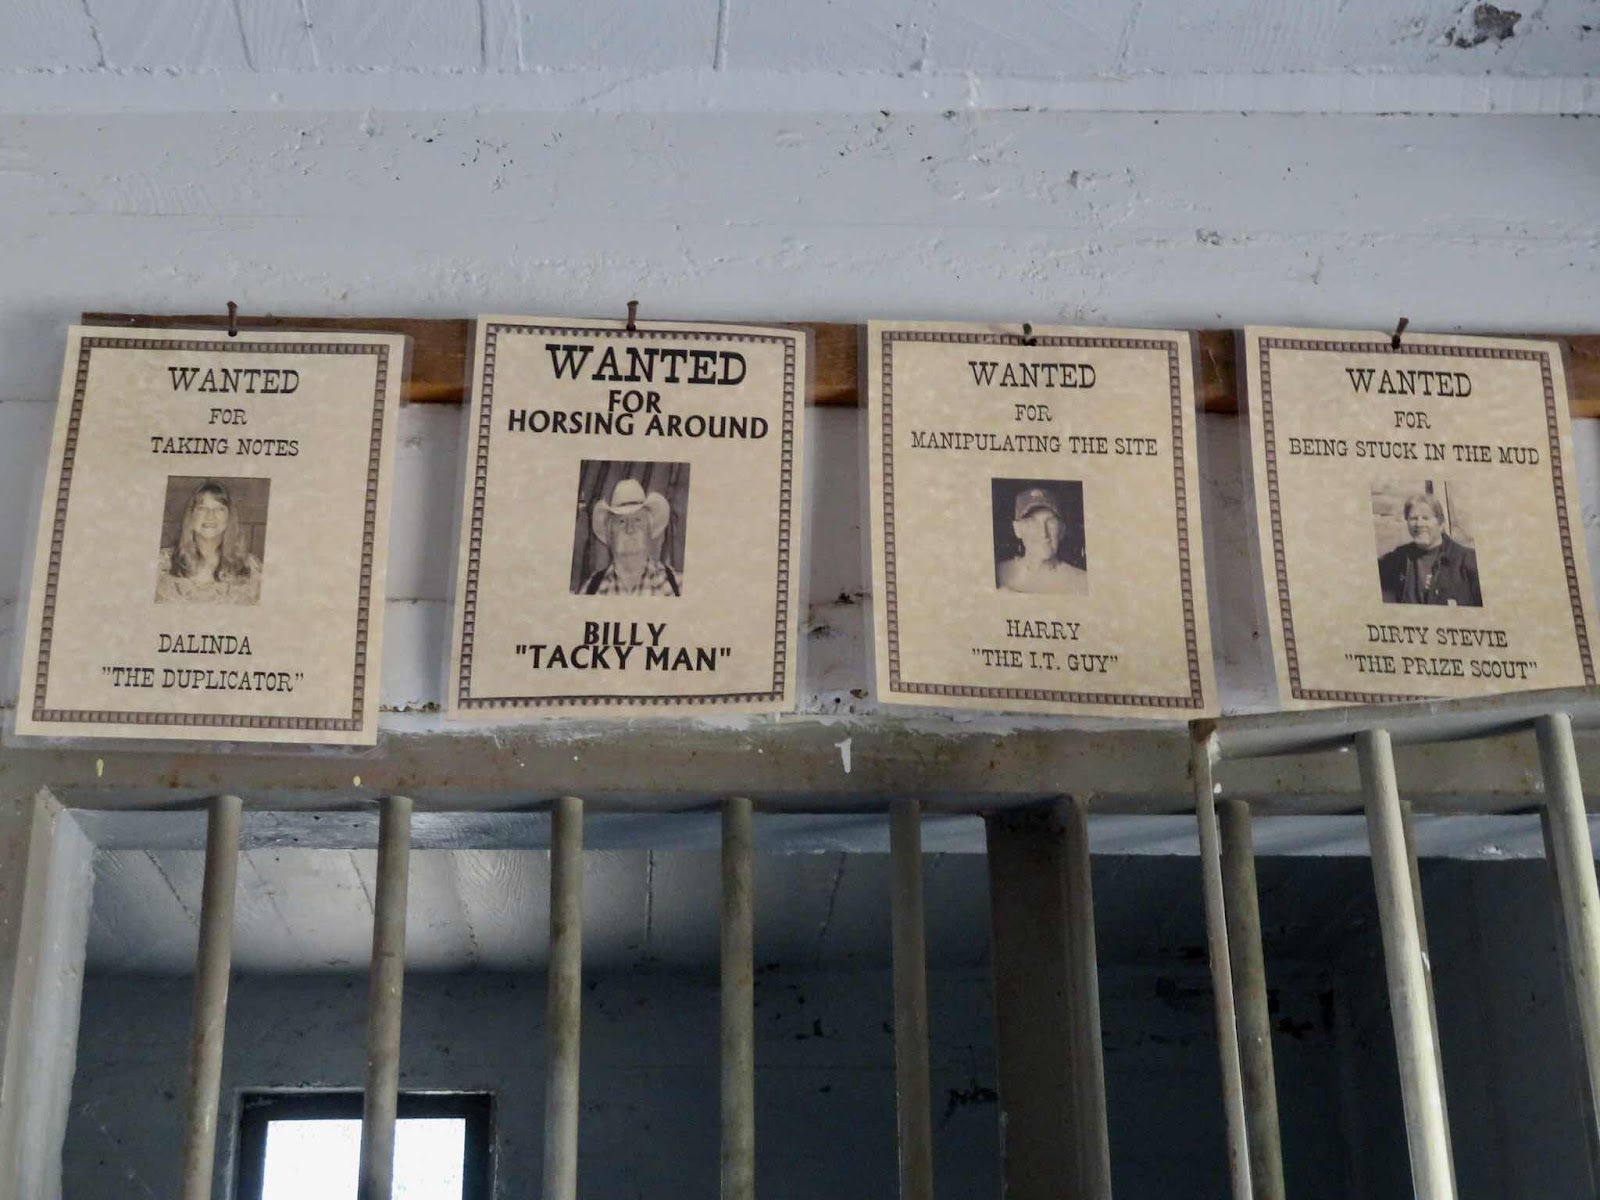 WANTED
FOR
TAKING NOTES
DALINDA
"THE DUPLICATOR"
WANTED
FOR
HORSING AROUND
BILLY
"TACKY MAN"
WANTED
FOR
MANIPULATING THE SITE
HARRY
"THE I.T. GUY"
WANTED
FOR
BEING STUCK IN THE MUD
DIRTY STEVIE
"THE PRIZE SCOUT"